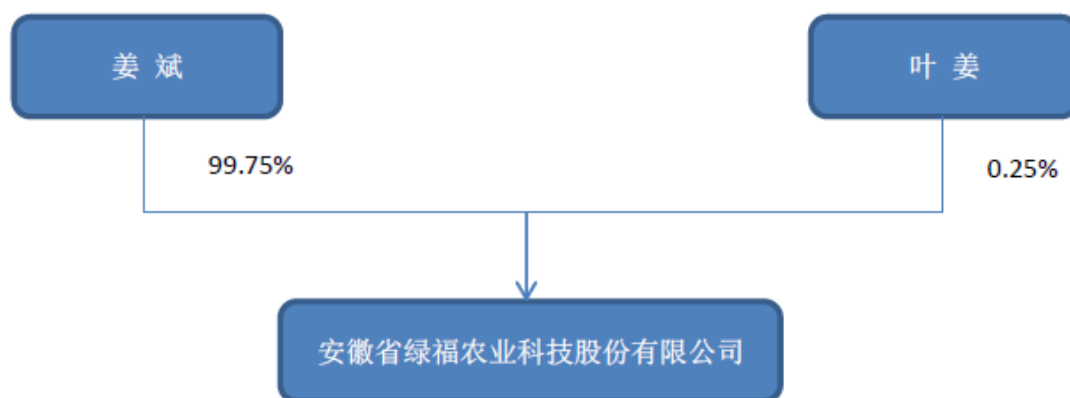 姜 斌
叶 姜
99.75%
0.25%
安徽省绿福农业科技股份有限公司